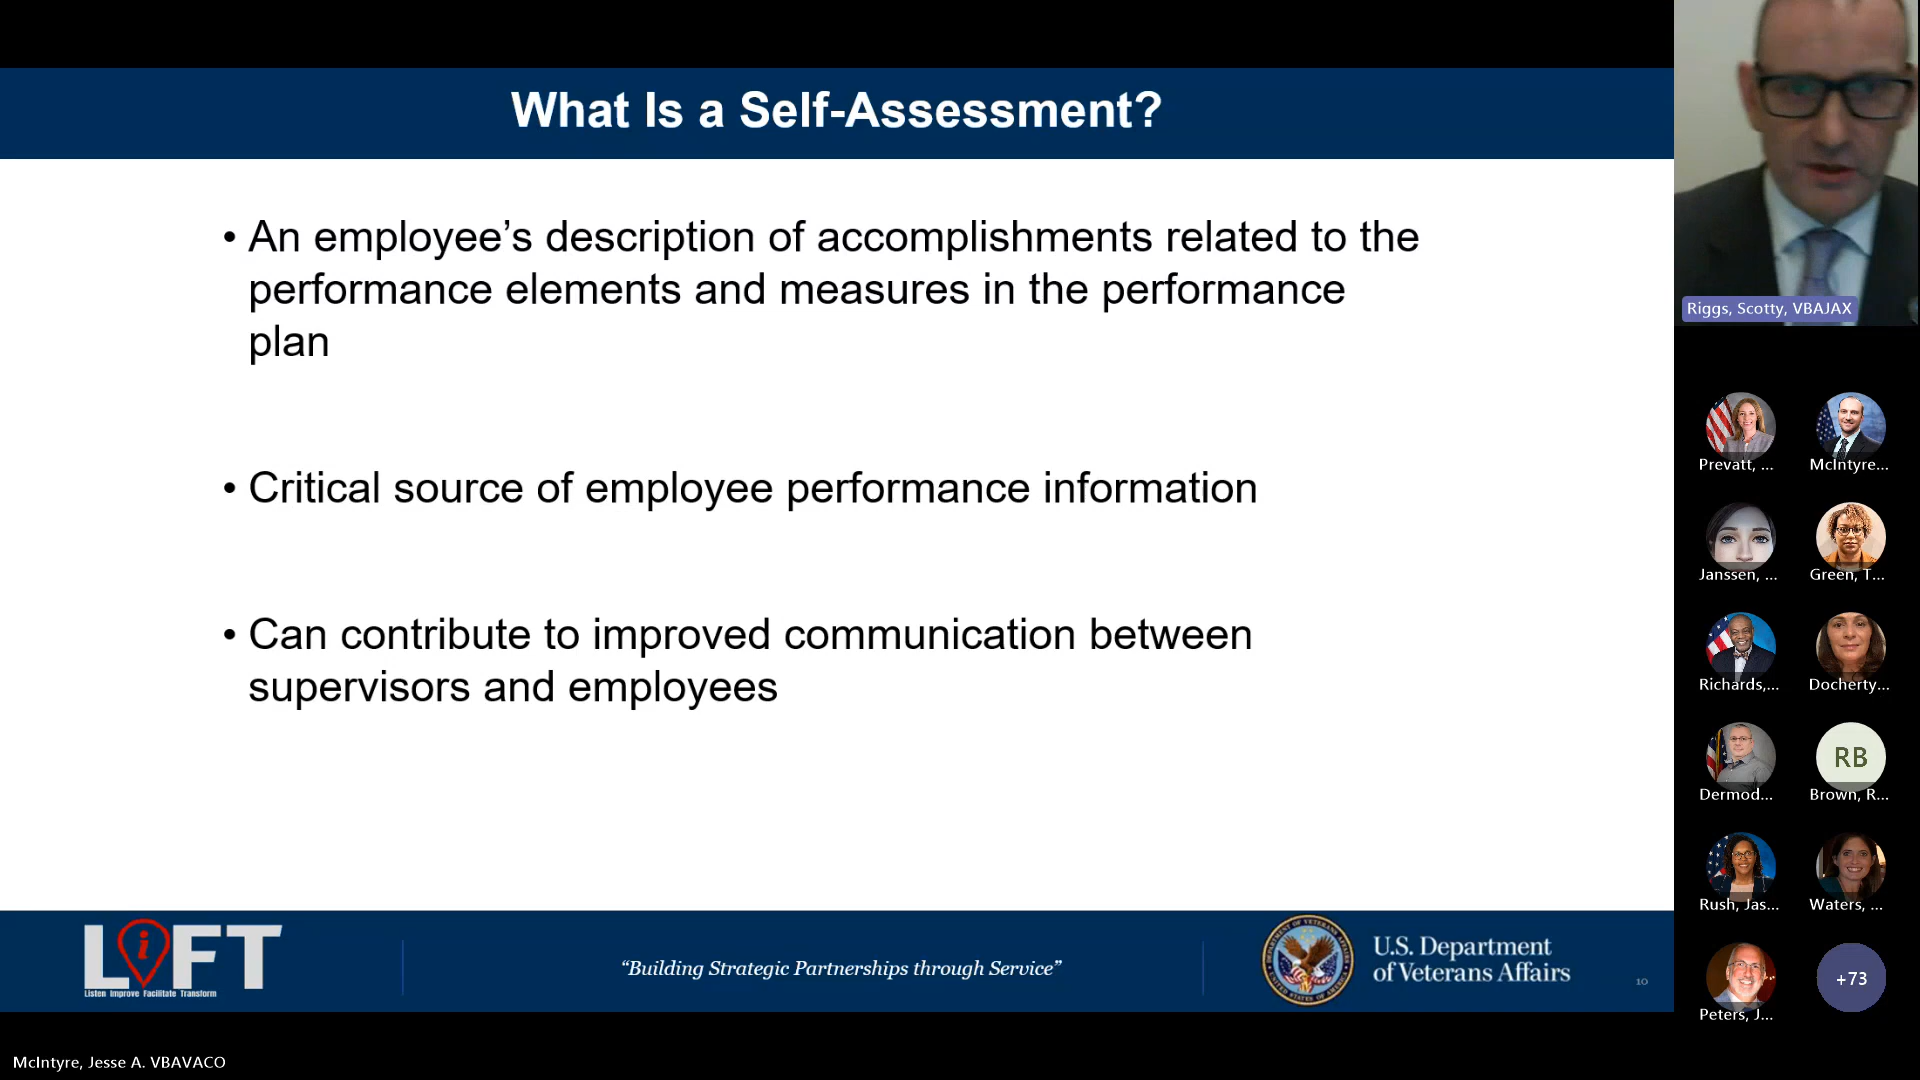 What Is a Self-Assessment?
• An employee’s description of accomplishments related to the
performance elements and measures in the performance
plan
• Critical source of employee performance information
• Can contribute to improved communication between
supervisors and employees
LiFT
Listen Improve Facilitate Transform
“Building Strategic Partnerships through Service”
U.S. Department
of Veterans Affairs
10
Riggs, Scotty, VBAJAX
Prevatt, ...
McIntyre...
Janssen, ...
Green, T...
Richards,...
Docherty...
Dermod...
RB
Brown, R...
Rush, Jas...
Waters, ...
Peters, J...
+73
McIntyre, Jesse A. VBAVACO